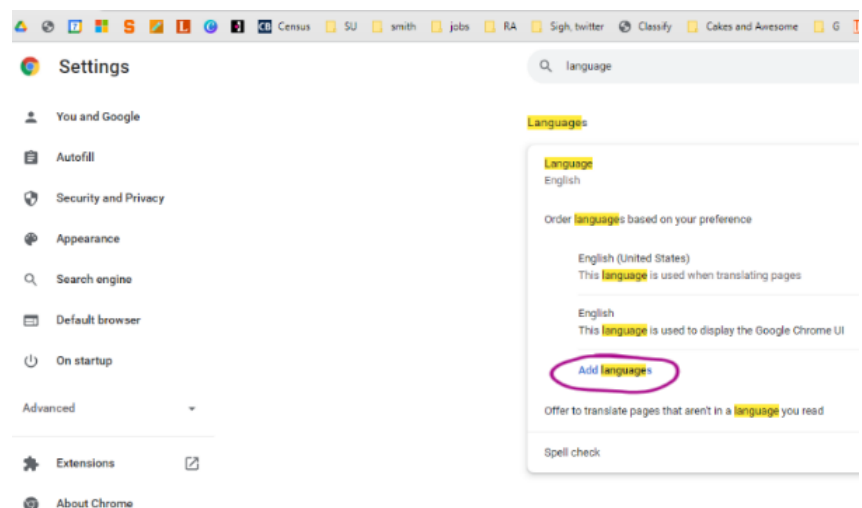 S L CB Census SU smith jobs RA Sigh, twitter Classify Cakes and Awesome G
Settings
language
You and Google
Autofill
Security and Privacy
Appearance
Search engine
Default browser
On startup
Advanced
Extensions
About Chrome
Languages
Language
English
Order languages based on your preference
English (United States)
This language is used when translating pages
English
This language is used to display the Google Chrome UI
Add languages
Offer to translate pages that aren't in a language you read
Spell check